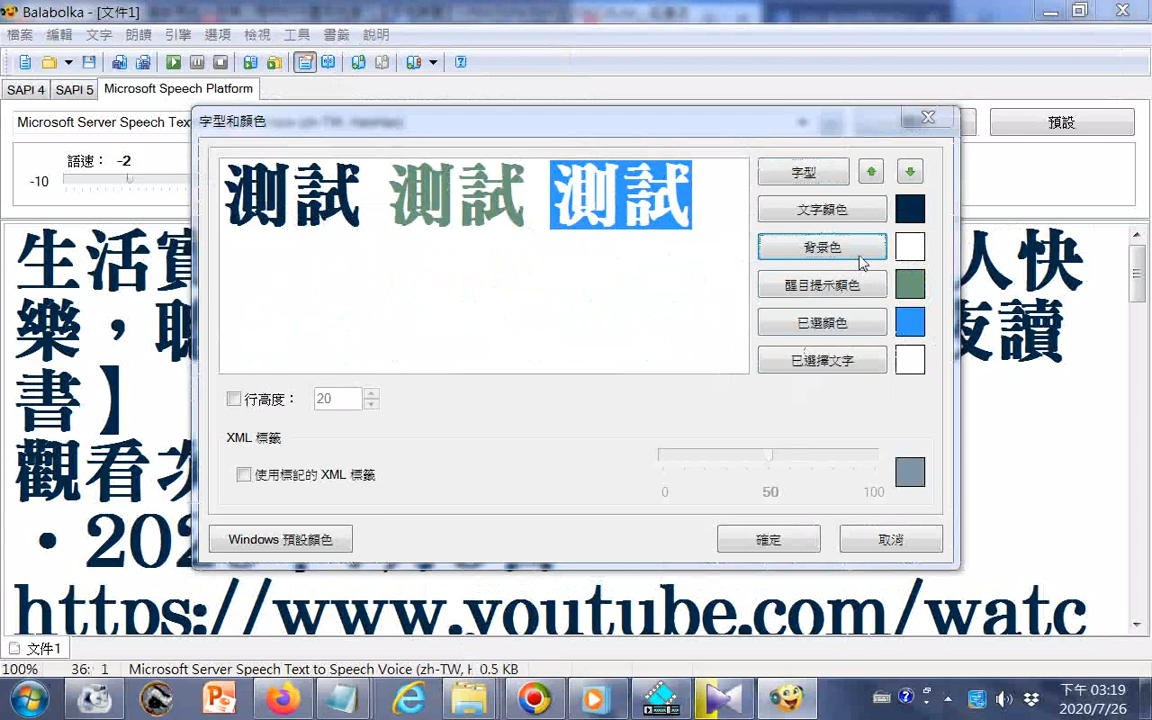 Balabolka - [文件1]
檔案 編輯 文字 朗讀 引擎 選項 檢視 工具 書籤 說明
SAPI 4 SAPI 5 Microsoft Speech Platform
Microsoft Server Speech Text
預設
語速： -2
-10
字型和顏色
測試 測試 測試
字型
文字顏色
背景色
醒目提示顏色
已選顏色
已選擇文字
行高度： 20
XML 標籤
使用標記的 XML 標籤
0 50 100
Windows 預設顏色 確定 取消
生活 人快
樂，
讀
書】
觀看
・202
https://www.youtube.com/watc
文件1
100% 36: 1 Microsoft Server Speech Text to Speech Voice (zh-TW, H 0.5 KB
下午 03:19
2020/7/26